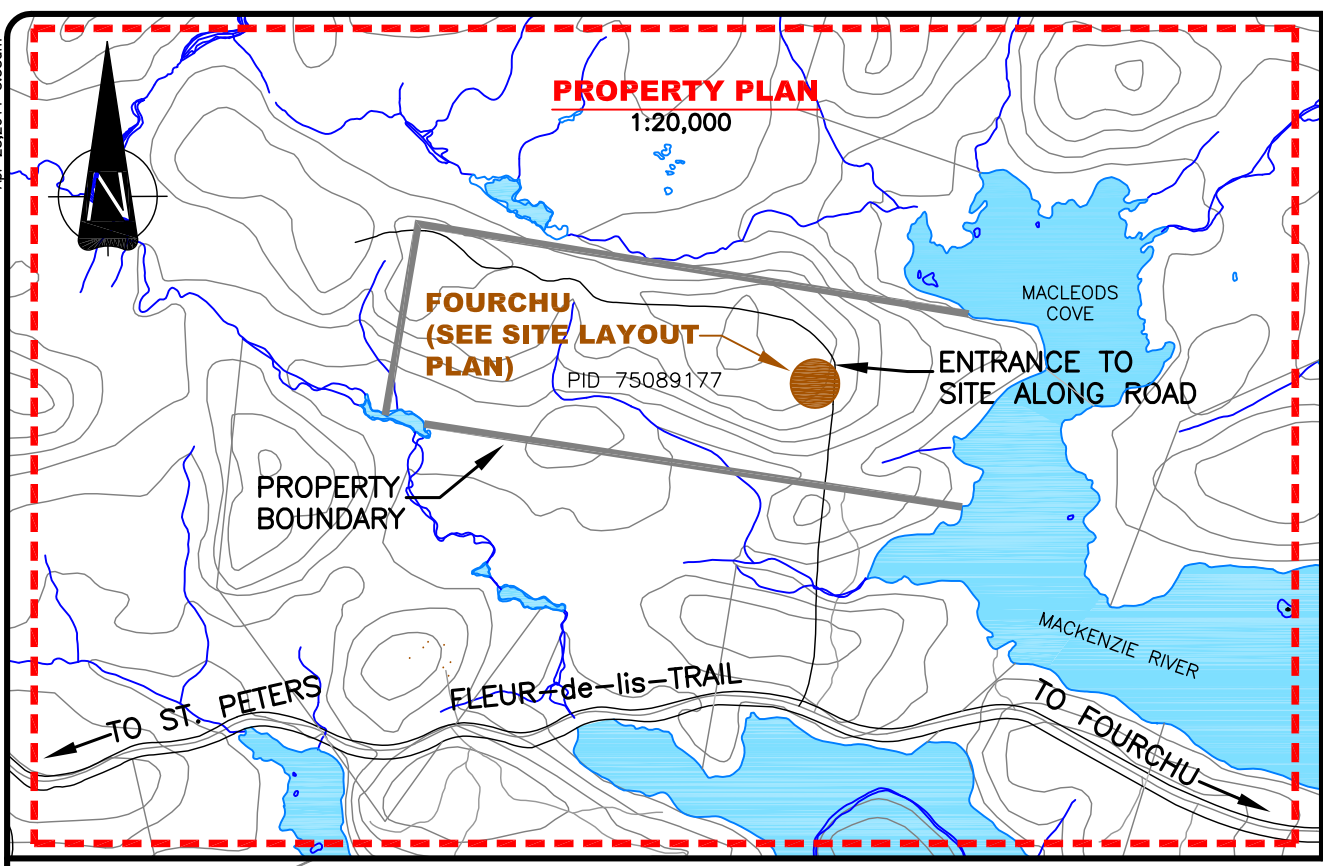 PROPERTY PLAN
1:20,000
N
MACLEODS
COVE
FOURCHU
(SEE SITE LAYOUT
PLAN)
PID 75089177
ENTRANCE TO
SITE ALONG ROAD
PROPERTY
BOUNDARY
MACKENZIE RIVER
FLEUR-de-lis-TRAIL
TO ST. PETERS
TO FOURCHU